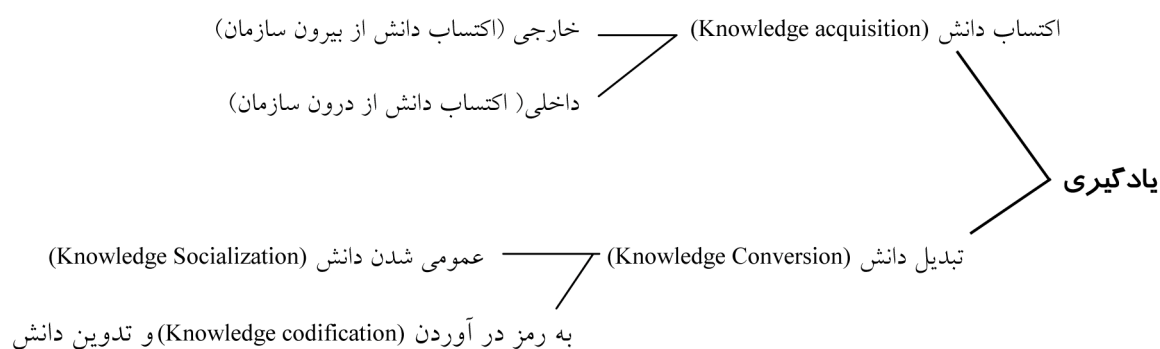 اکتساب دانش (Knowledge acquisition) خارجی (اکتساب دانش از بیرون سازمان)
داخلی( اکتساب دانش از درون سازمان)
یادگیری
تبدیل دانش (Knowledge Conversion) عمومی شدن دانش (Knowledge Socialization)
به رمز در آوردن (Knowledge codification) و تدوین دانش